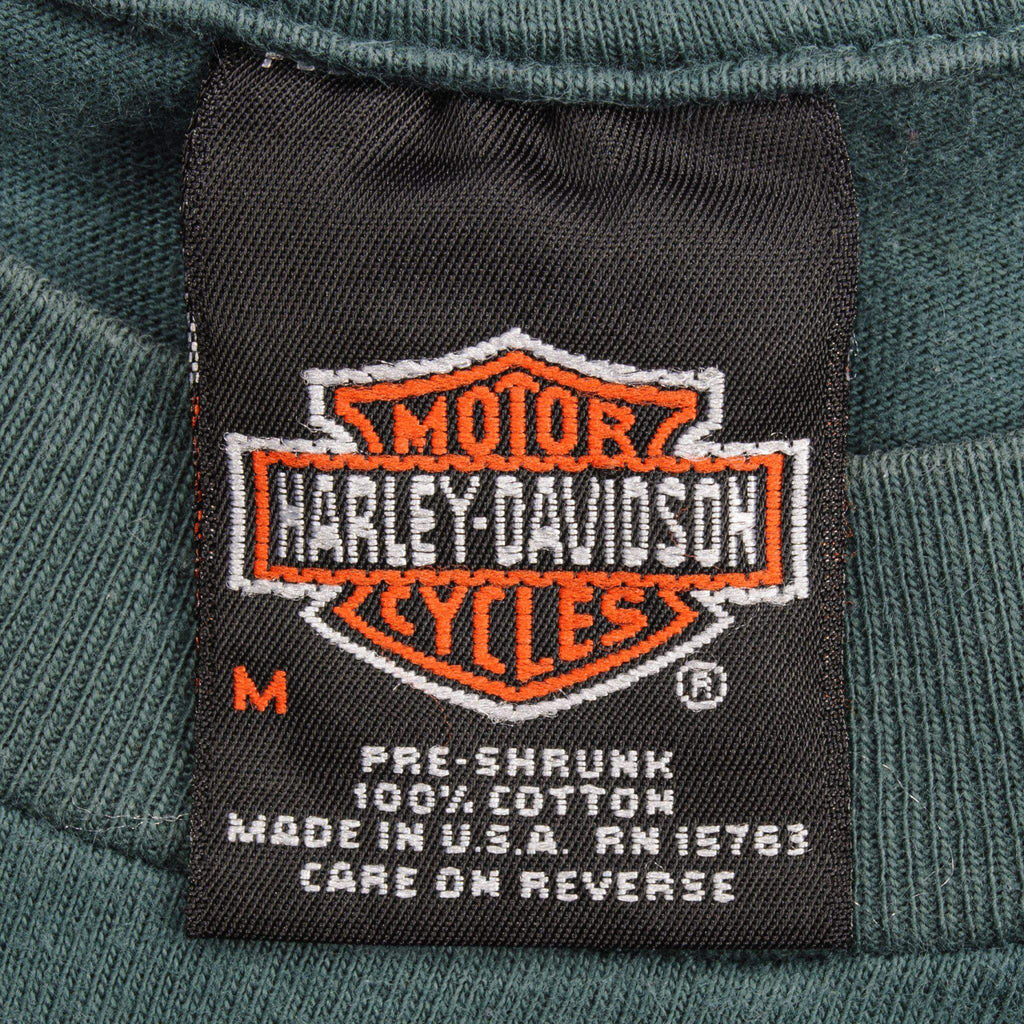 MOTOR
HARLEY-DAVIDSON
CYCLES
M ®
PRE-SHRUNK
100% COTTON
MADE IN U.S.A. RN 15763
CARE ON REVERSE